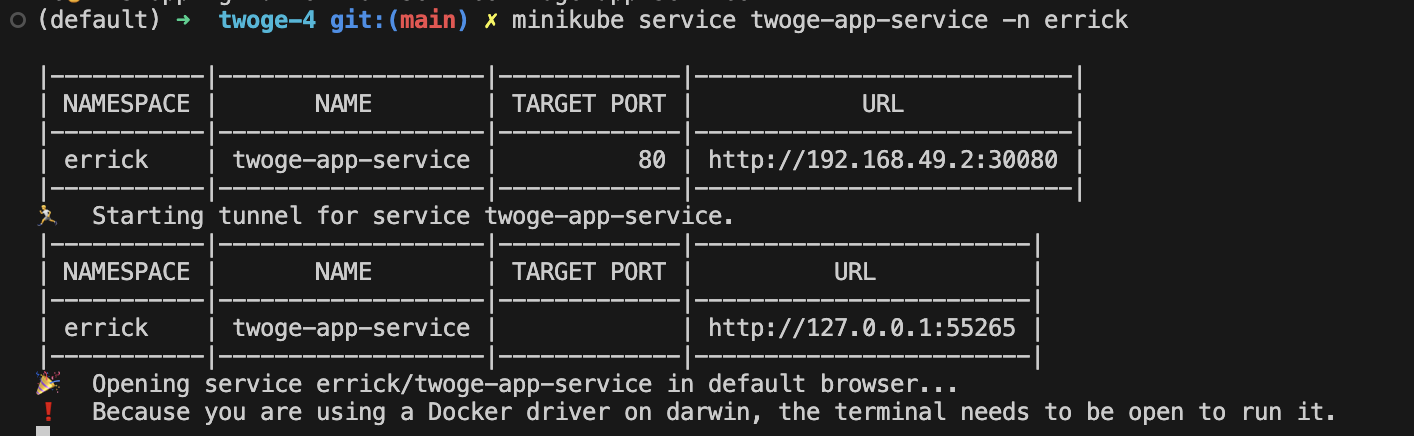 (default) ➜ twoge-4 git:(main) ✗ minikube service twoge-app-service -n errick
|-----------|-------------------|-------------|---------------------------|
| NAMESPACE |       NAME        | TARGET PORT |            URL            |
|-----------|-------------------|-------------|---------------------------|
| errick    | twoge-app-service |          80 | http://192.168.49.2:30080 |
|-----------|-------------------|-------------|---------------------------|
🏃  Starting tunnel for service twoge-app-service.
|-----------|-------------------|-------------|------------------------|
| NAMESPACE |       NAME        | TARGET PORT |          URL           |
|-----------|-------------------|-------------|------------------------|
| errick    | twoge-app-service |             | http://127.0.0.1:55265 |
|-----------|-------------------|-------------|------------------------|
🎉  Opening service errick/twoge-app-service in default browser...
❗  Because you are using a Docker driver on darwin, the terminal needs to be open to run it.